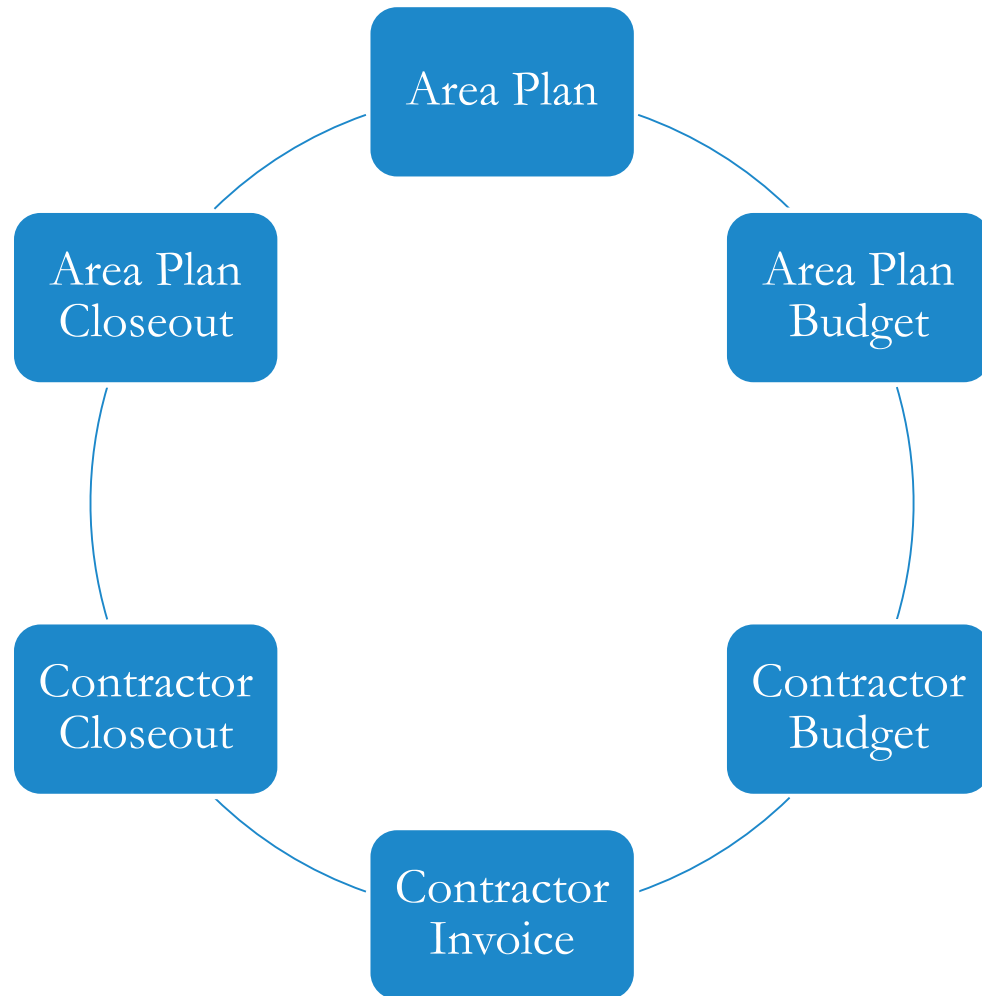 Area Plan
Area Plan
Budget
Contractor
Budget
Contractor
Invoice
Contractor
Closeout
Area Plan
Closeout